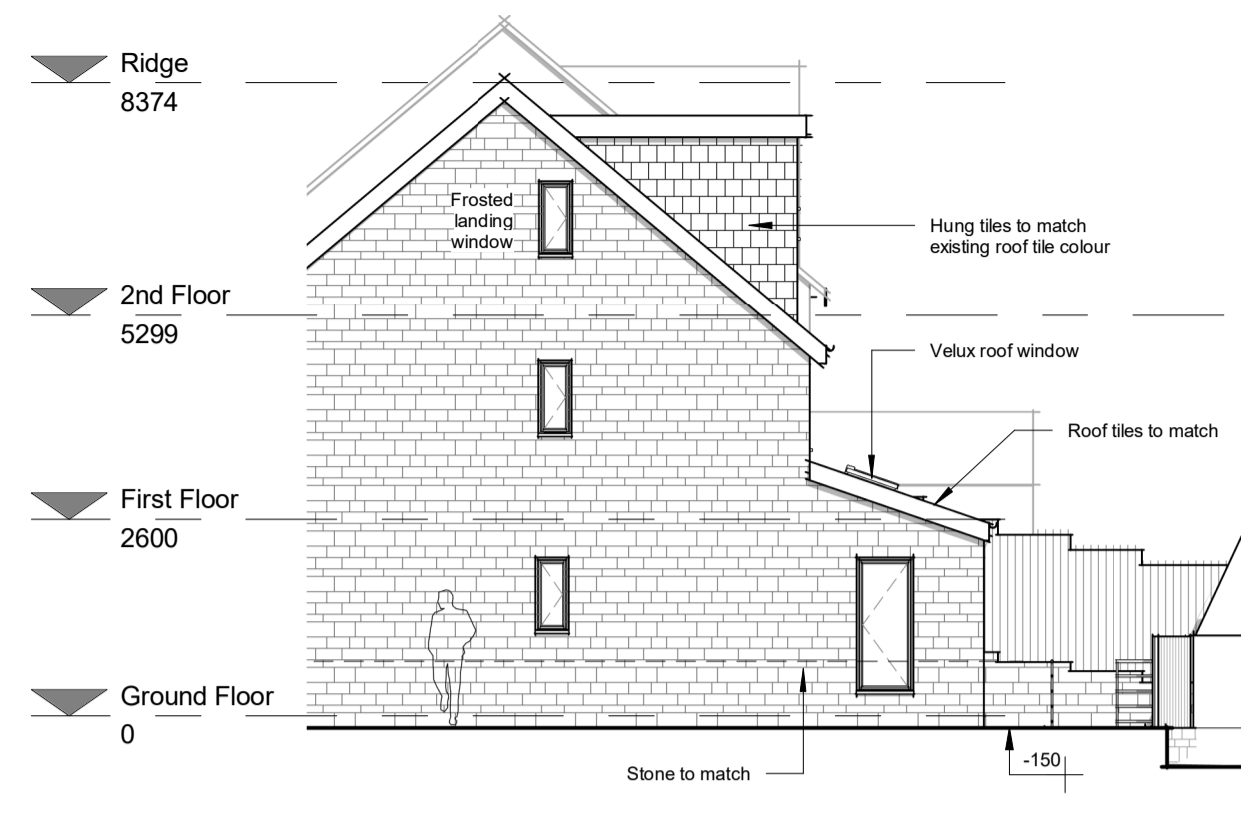 Ridge
8374
Frosted
landing
window
Hung tiles to match
existing roof tile colour
2nd Floor
5299
Velux roof window
Roof tiles to match
First Floor
2600
Ground Floor
0
Stone to match
-150